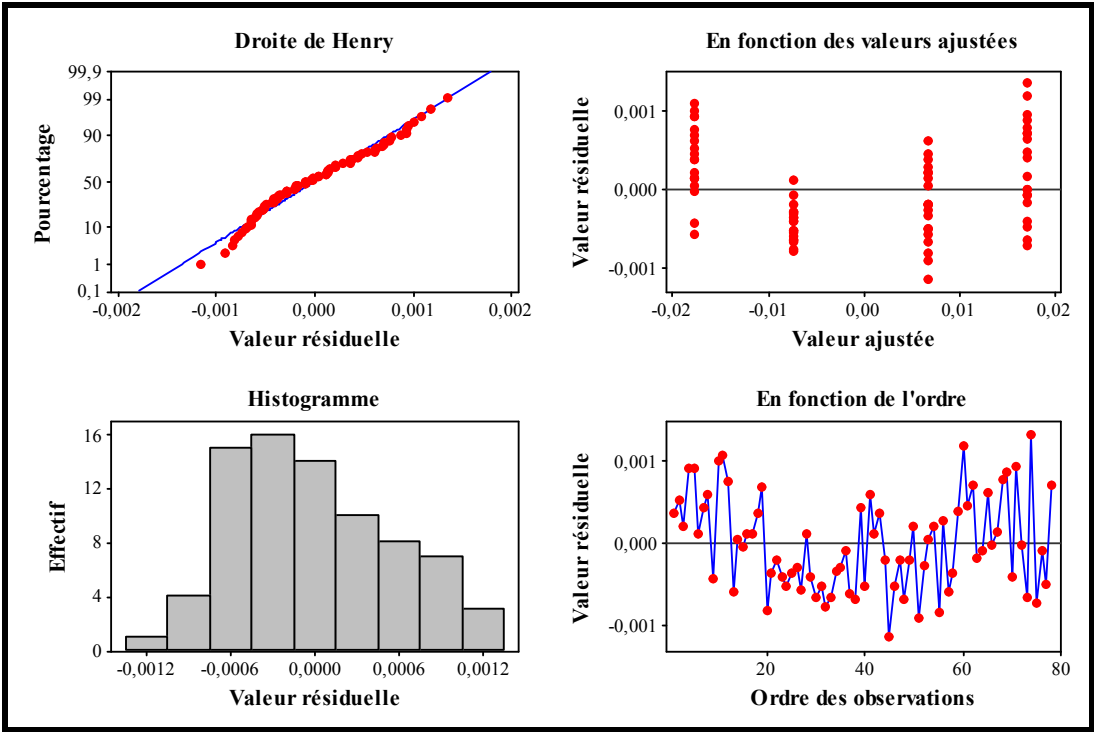 Droite de Henry
Pourcentage
99,9
99
90
50
10
1
0,1
-0,002 -0,001 0,000 0,001 0,002
Valeur résiduelle
En fonction des valeurs ajustées
Valeur résiduelle
0,001
0,000
-0,001
-0,02 -0,01 0,00 0,01 0,02
Valeur ajustée
Histogramme
Effectif
16
12
8
4
0
-0,0012 -0,0006 0,0000 0,0006 0,0012
Valeur résiduelle
En fonction de l'ordre
Valeur résiduelle
0,001
0,000
-0,001
20 40 60 80
Ordre des observations